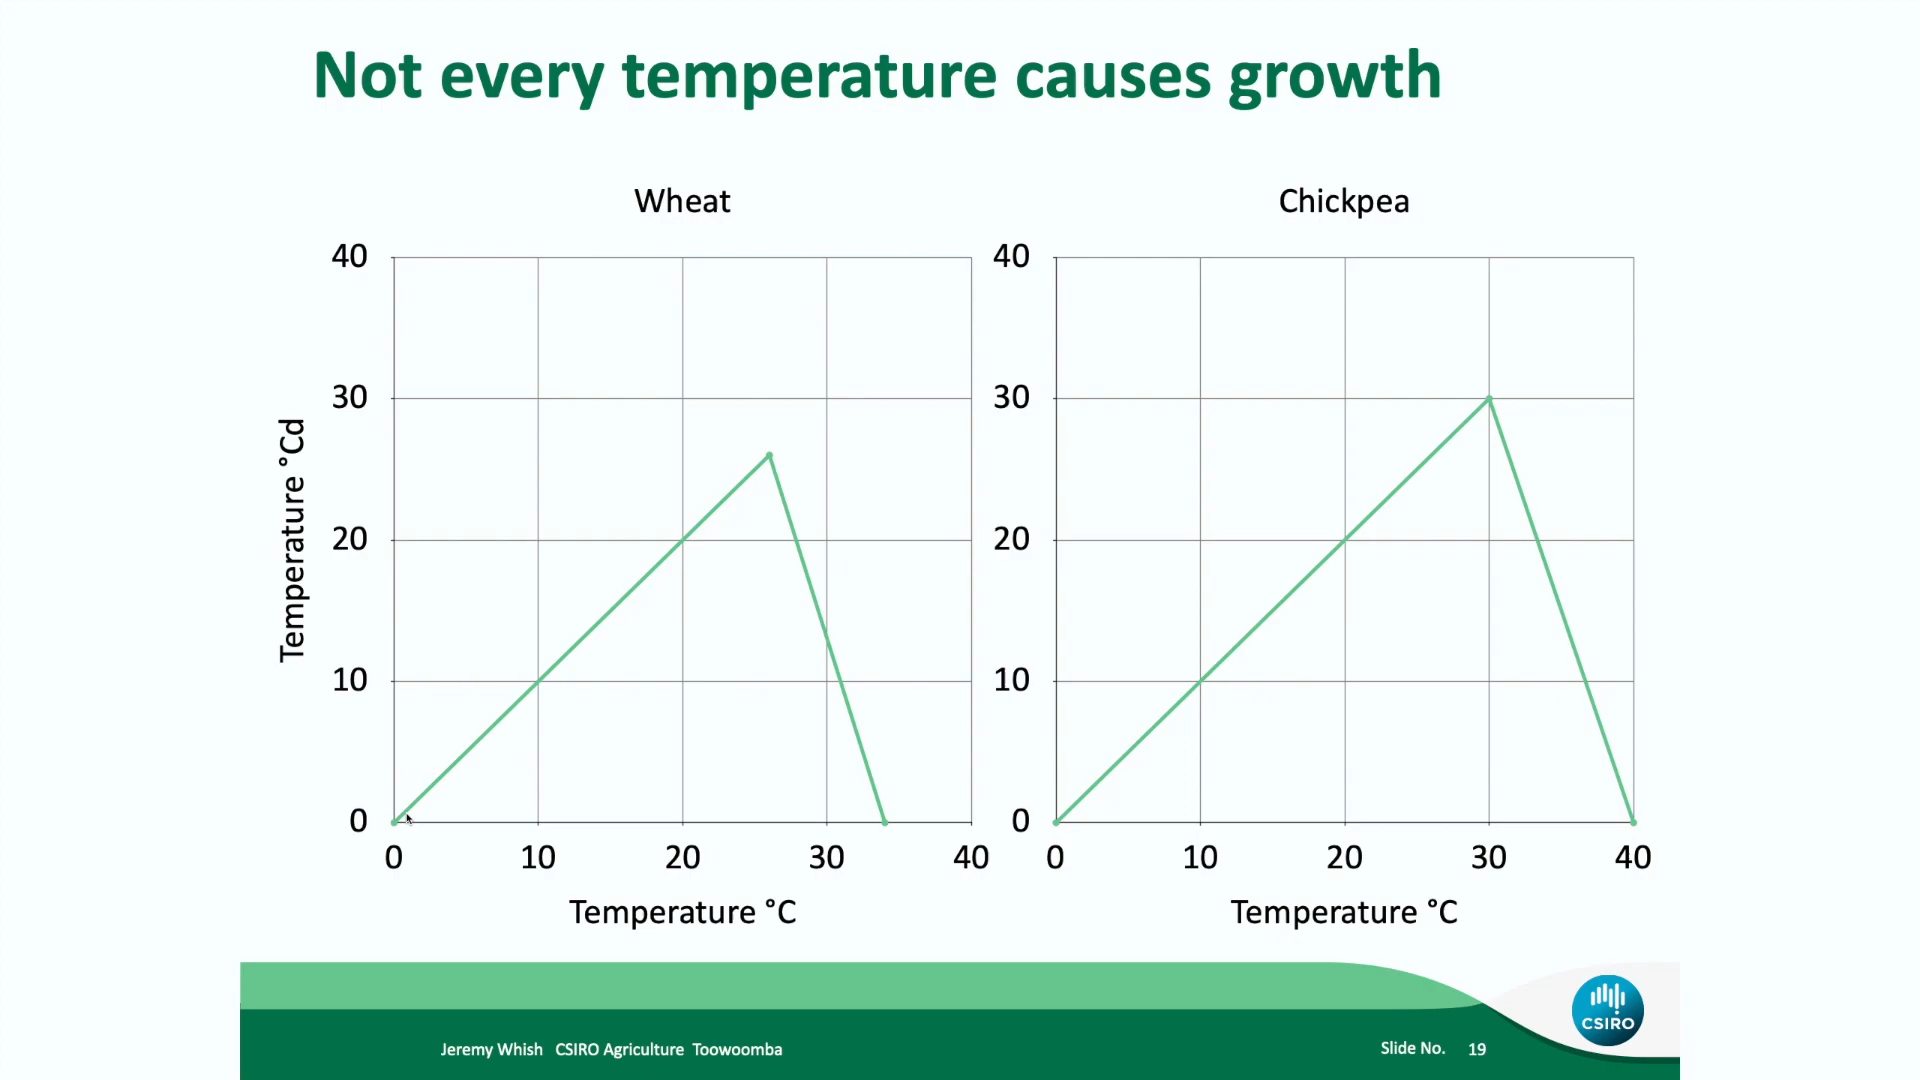 Not every temperature causes growth
Wheat
40
30
20
10
0
0 10 20 30 40
Temperature °Cd
Temperature °C
Chickpea
40
30
20
10
0
0 10 20 30 40
Temperature °C
Jeremy Whish CSIRO Agriculture Toowoomba
Slide No. 19
CSIRO